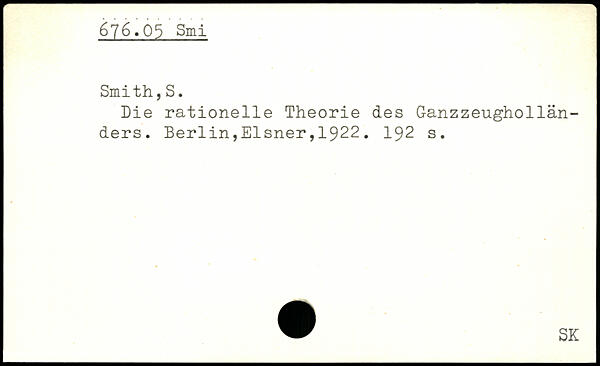 676.05 Smi
Smith,S.
Die rationelle Theorie des Ganzzeughollän-
ders. Berlin,Elsner,1922. 192 s.
SK